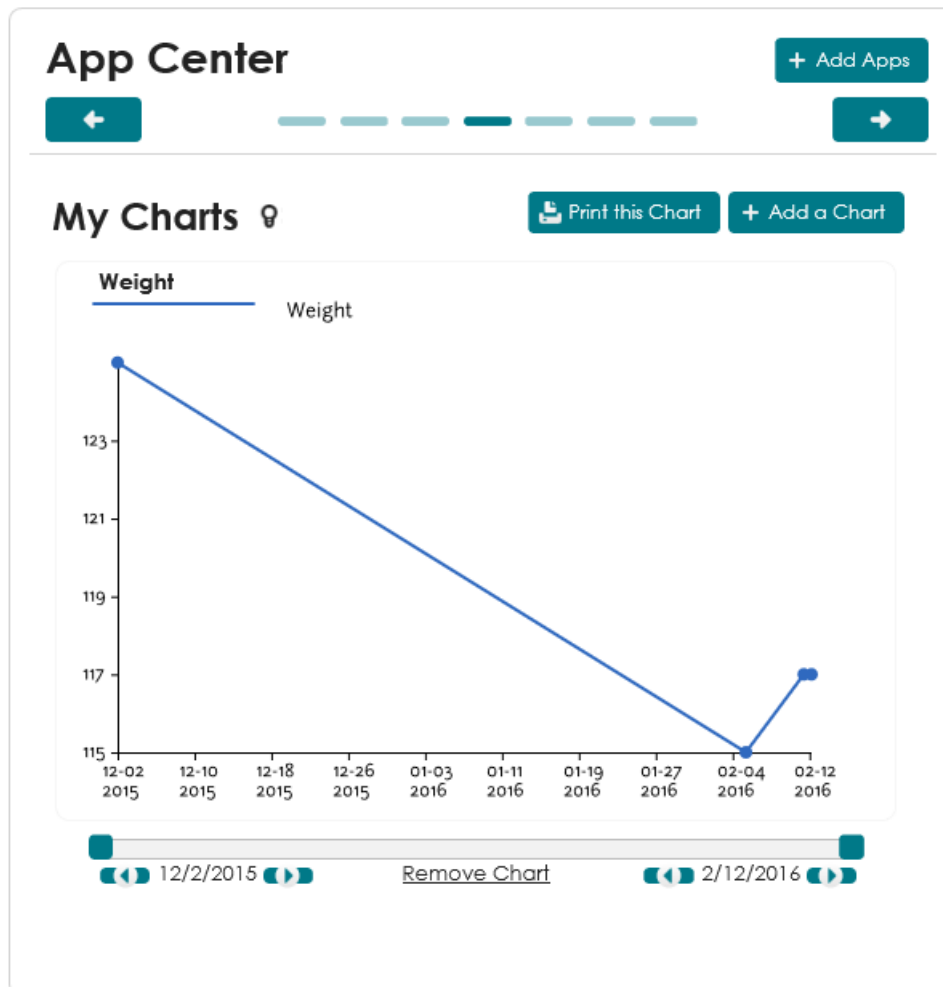 App Center
+ Add Apps
My Charts
Print this Chart
+ Add a Chart
Weight
Weight
123
121
119
117
115
12-02 12-10 12-18 12-26 01-03 01-11 01-19 01-27 02-04 02-12
2015 2015 2015 2015 2016 2016 2016 2016 2016 2016
12/2/2015 Remove Chart 2/12/2016